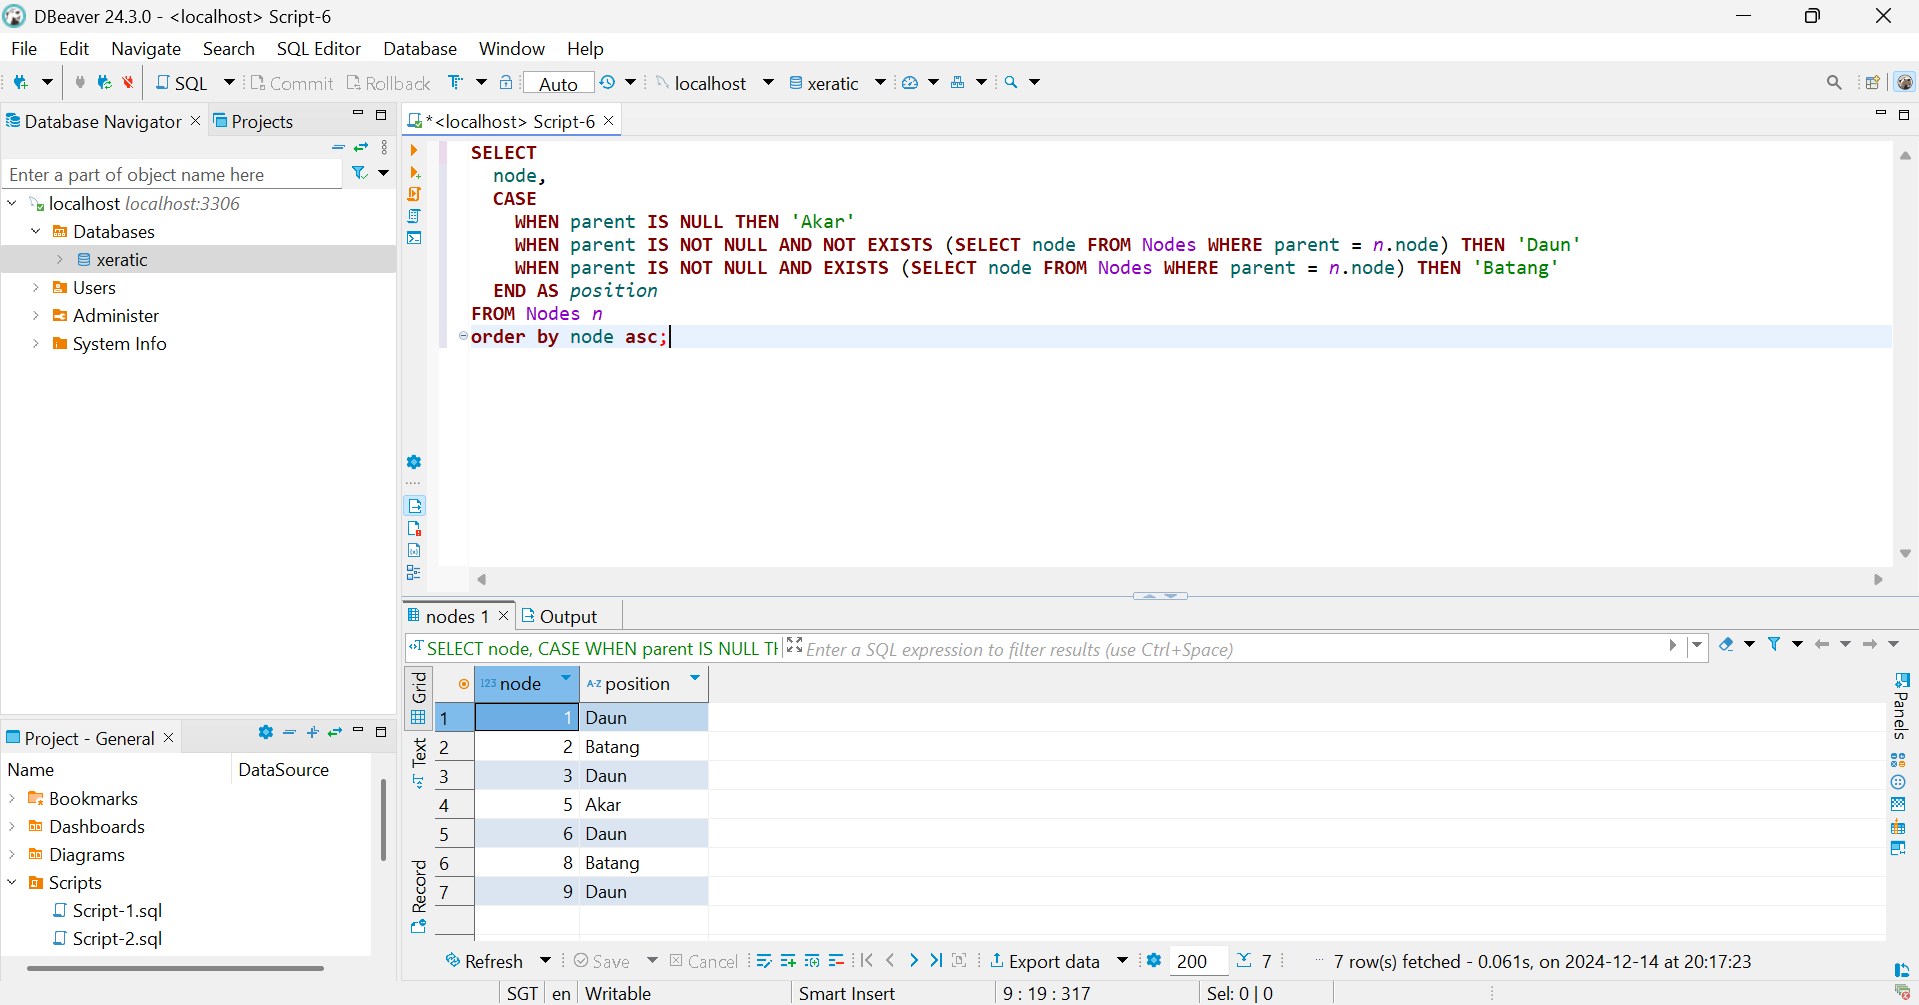 DBeaver 24.3.0 - <localhost> Script-6
File Edit Navigate Search SQL Editor Database Window Help
SQL Commit Rollback Auto localhost xeratic
Database Navigator Projects
Enter a part of object name here
localhost localhost:3306
Databases
xeratic
Users
Administer
System Info
*<localhost> Script-6
SELECT
node,
CASE
WHEN parent IS NULL THEN 'Akar'
WHEN parent IS NOT NULL AND NOT EXISTS (SELECT node FROM Nodes WHERE parent = n.node) THEN 'Daun'
WHEN parent IS NOT NULL AND EXISTS (SELECT node FROM Nodes WHERE parent = n.node) THEN 'Batang'
END AS position
FROM Nodes n
order by node asc;
Project - General
Name DataSource
Bookmarks
Dashboards
Diagrams
Scripts
Script-1.sql
Script-2.sql
nodes 1 Output
SELECT node, CASE WHEN parent IS NULL TH Enter a SQL expression to filter results (use Ctrl+Space)
Grid
Text
Record
123 node A-Z position
1 1 Daun
2 2 Batang
3 3 Daun
4 5 Akar
5 6 Daun
6 8 Batang
7 9 Daun
Panels
Refresh Save Cancel Export data 200 7 7 row(s) fetched - 0.061s, on 2024-12-14 at 20:17:23
SGT en Writable Smart Insert 9 : 19 : 317 Sel: 0 | 0